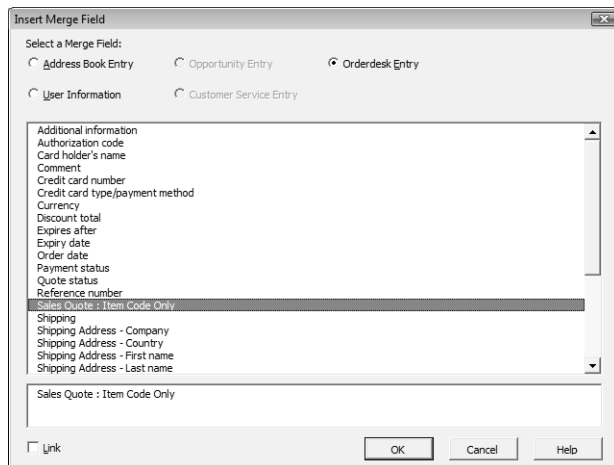 Insert Merge Field
Select a Merge Field:
Address Book Entry
Opportunity Entry
Orderdesk Entry
User Information
Customer Service Entry
Additional information
Authorization code
Card holder's name
Comment
Credit card number
Credit card type/payment method
Currency
Discount total
Expires after
Expiry date
Order date
Payment status
Quote status
Reference number
Sales Quote : Item Code Only
Shipping
Shipping Address - Company
Shipping Address - Country
Shipping Address - First name
Shipping Address - Last name
Sales Quote : Item Code Only
Link
OK
Cancel
Help